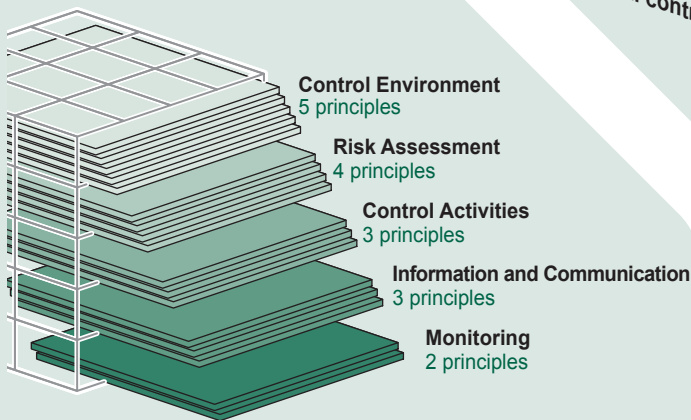 contr
Control Environment
5 principles
Risk Assessment
4 principles
Control Activities
3 principles
Information and Communication
3 principles
Monitoring
2 principles